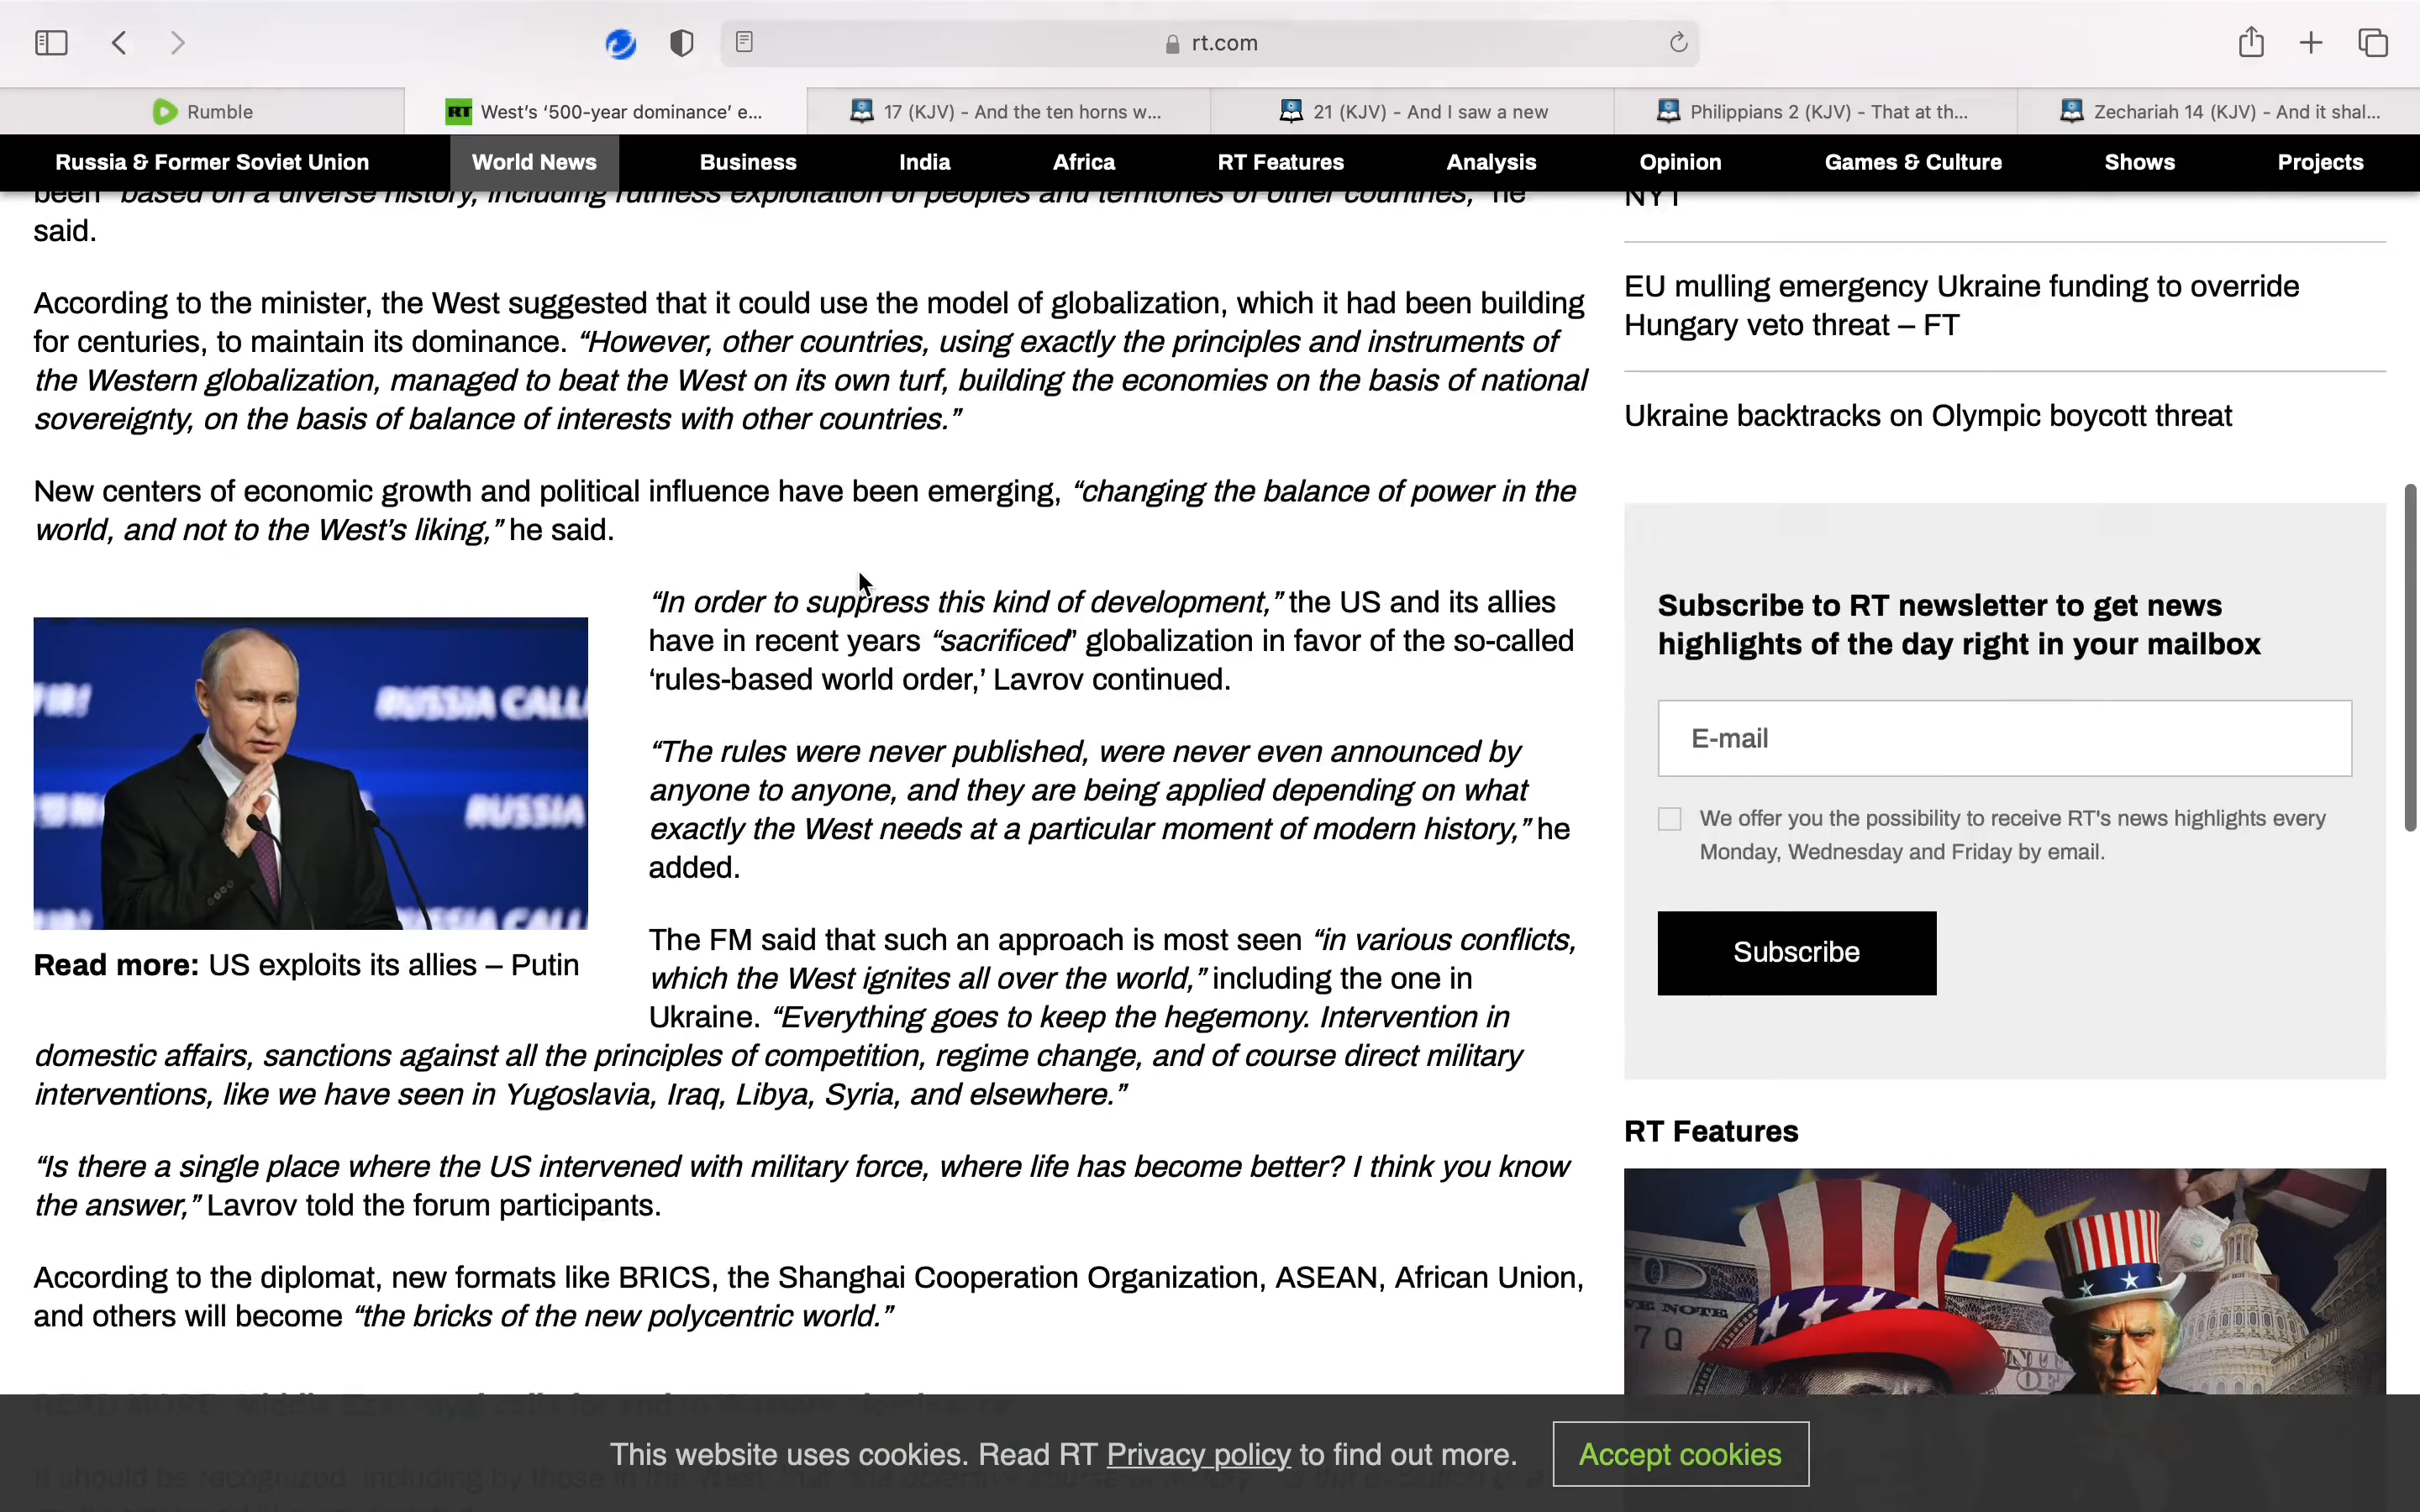 rt.com
Rumble
RT West's ‘500-year dominance’ e...
17 (KJV) - And the ten horns w...
21 (KJV) - And I saw a new
Philippians 2 (KJV) - That at th...
Zechariah 14 (KJV) - And it shal...
Russia & Former Soviet Union
World News
Business
India
Africa
RT Features
Analysis
Opinion
Games & Culture
Shows
Projects
been “based on a diverse history, including ruthless exploitation of peoples and territories of other countries,” he
said.
According to the minister, the West suggested that it could use the model of globalization, which it had been building
for centuries, to maintain its dominance. “However, other countries, using exactly the principles and instruments of
the Western globalization, managed to beat the West on its own turf, building the economies on the basis of national
sovereignty, on the basis of balance of interests with other countries.”
New centers of economic growth and political influence have been emerging, “changing the balance of power in the
world, and not to the West’s liking,” he said.
RUSSIA CALL
RUSSIA
Read more: US exploits its allies – Putin
“In order to suppress this kind of development,” the US and its allies
have in recent years “sacrificed” globalization in favor of the so-called
‘rules-based world order,’ Lavrov continued.
“The rules were never published, were never even announced by
anyone to anyone, and they are being applied depending on what
exactly the West needs at a particular moment of modern history,” he
added.
The FM said that such an approach is most seen “in various conflicts,
which the West ignites all over the world,” including the one in
Ukraine. “Everything goes to keep the hegemony. Intervention in
domestic affairs, sanctions against all the principles of competition, regime change, and of course direct military
interventions, like we have seen in Yugoslavia, Iraq, Libya, Syria, and elsewhere.”
“Is there a single place where the US intervened with military force, where life has become better? I think you know
the answer,” Lavrov told the forum participants.
According to the diplomat, new formats like BRICS, the Shanghai Cooperation Organization, ASEAN, African Union,
and others will become “the bricks of the new polycentric world.”
NYT
EU mulling emergency Ukraine funding to override
Hungary veto threat – FT
Ukraine backtracks on Olympic boycott threat
Subscribe to RT newsletter to get news
highlights of the day right in your mailbox
E-mail
We offer you the possibility to receive RT's news highlights every
Monday, Wednesday and Friday by email.
Subscribe
RT Features
This website uses cookies. Read RT Privacy policy to find out more.
Accept cookies